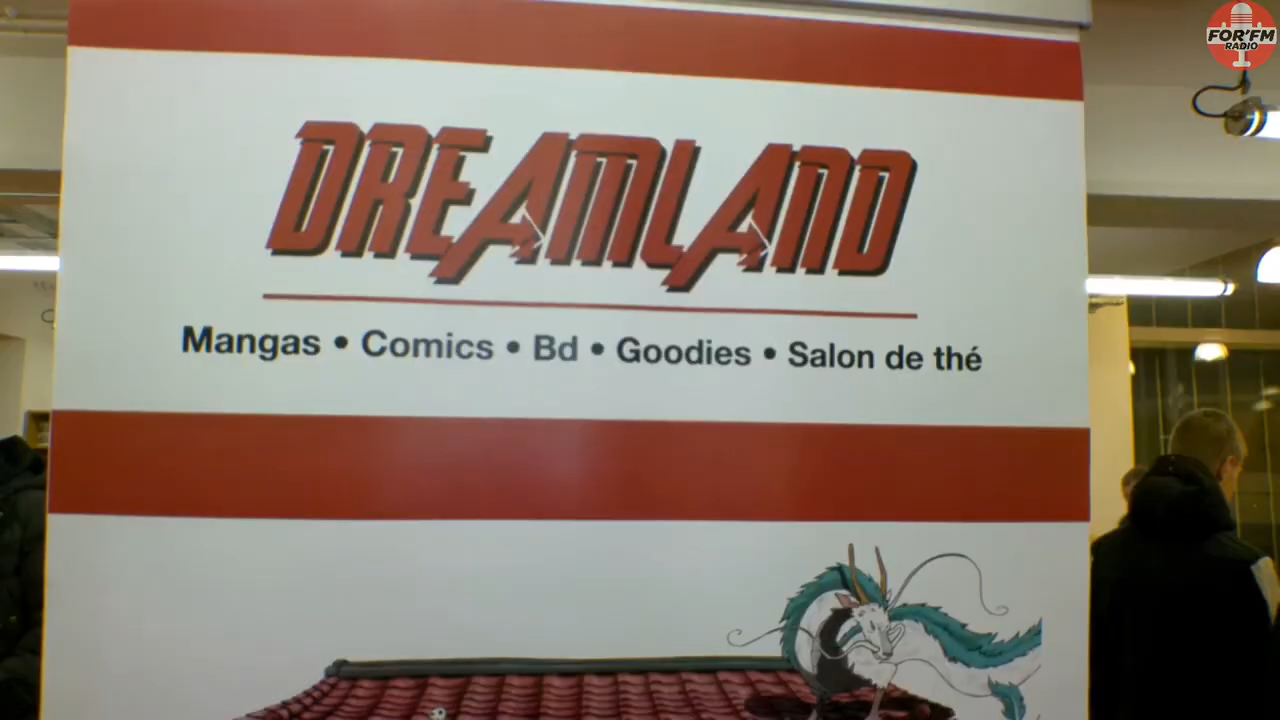 FOR'FM
RADIO
DREAMLAND
Mangas • Comics • Bd • Goodies • Salon de thé